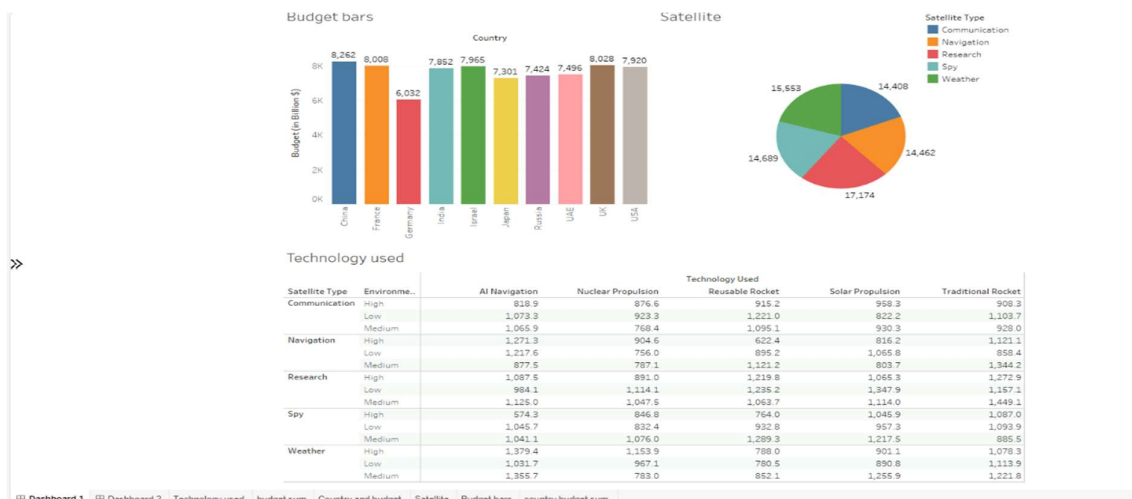 Budget bars
Country
8,262 8,008 6,032 7,852 7,965 7,301 7,424 7,496 8,028 7,920
8K
6K
4K
2K
0K
Budget (in Billion $)
China France Germany India Israel Japan Russia UAE UK USA
Satellite
15,553 14,408
14,689 14,462
17,174
Satellite Type
Communication
Navigation
Research
Spy
Weather
Technology used
Technology Used
Satellite Type Environme.. AI Navigation Nuclear Propulsion Reusable Rocket Solar Propulsion Traditional Rocket
Communication High 818.9 876.6 915.2 958.3 908.3
Low 1,073.3 923.3 1,221.0 822.2 1,103.7
Medium 1,065.9 768.4 1,095.1 930.3 928.0
Navigation High 1,271.3 904.6 622.4 816.2 1,121.1
Low 1,217.6 756.0 895.2 1,065.8 858.4
Medium 877.5 787.1 1,121.2 803.7 1,344.2
Research High 1,087.5 891.0 1,219.8 1,065.3 1,272.9
Low 984.1 1,114.1 1,235.2 1,347.9 1,157.1
Medium 1,125.0 1,047.5 1,063.7 1,114.0 1,449.1
Spy High 574.3 846.8 764.0 1,045.9 1,087.0
Low 1,045.7 832.4 932.8 957.3 1,093.9
Medium 1,041.1 1,076.0 1,289.3 1,217.5 885.5
Weather High 1,379.4 1,153.9 788.0 901.1 1,078.3
Low 1,031.7 967.1 780.5 890.8 1,113.9
Medium 1,355.7 783.0 852.1 1,255.9 1,221.8
Dashboard 1 Dashboard 2 Technology used budget sum Country and budget Satellite Budget bars country budget sum